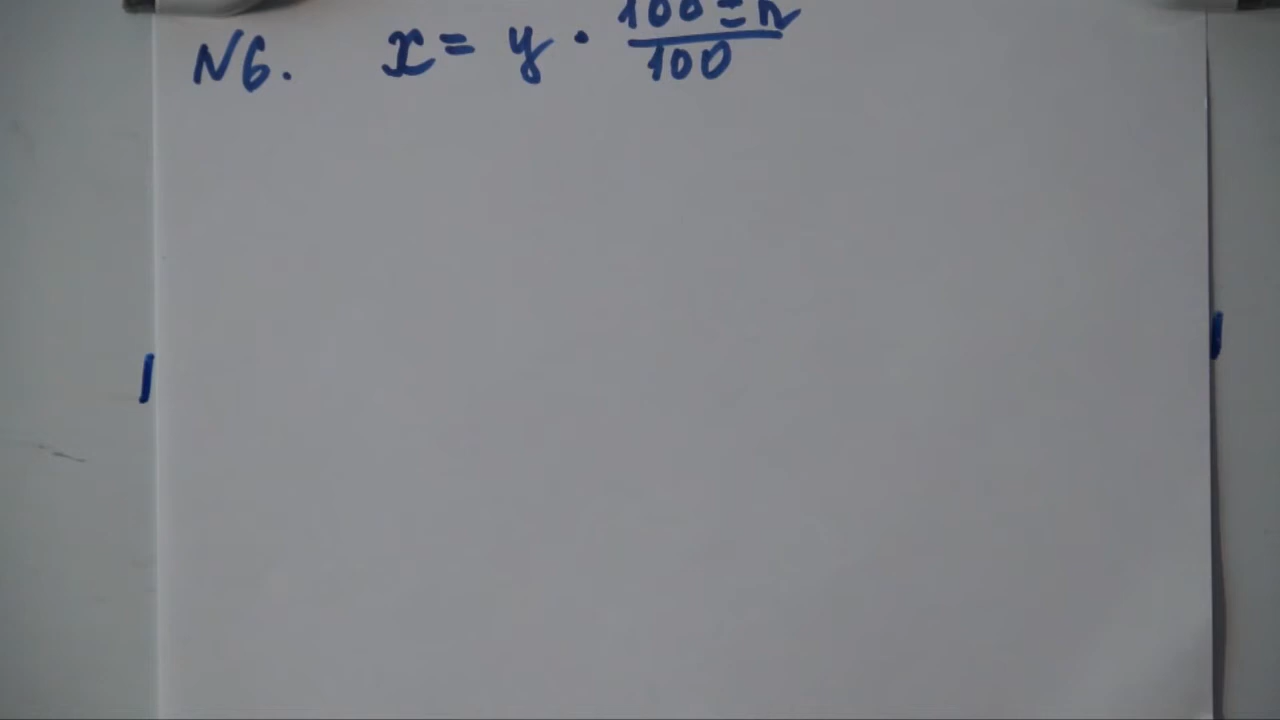 N6. x = y · (100 ± n)/100